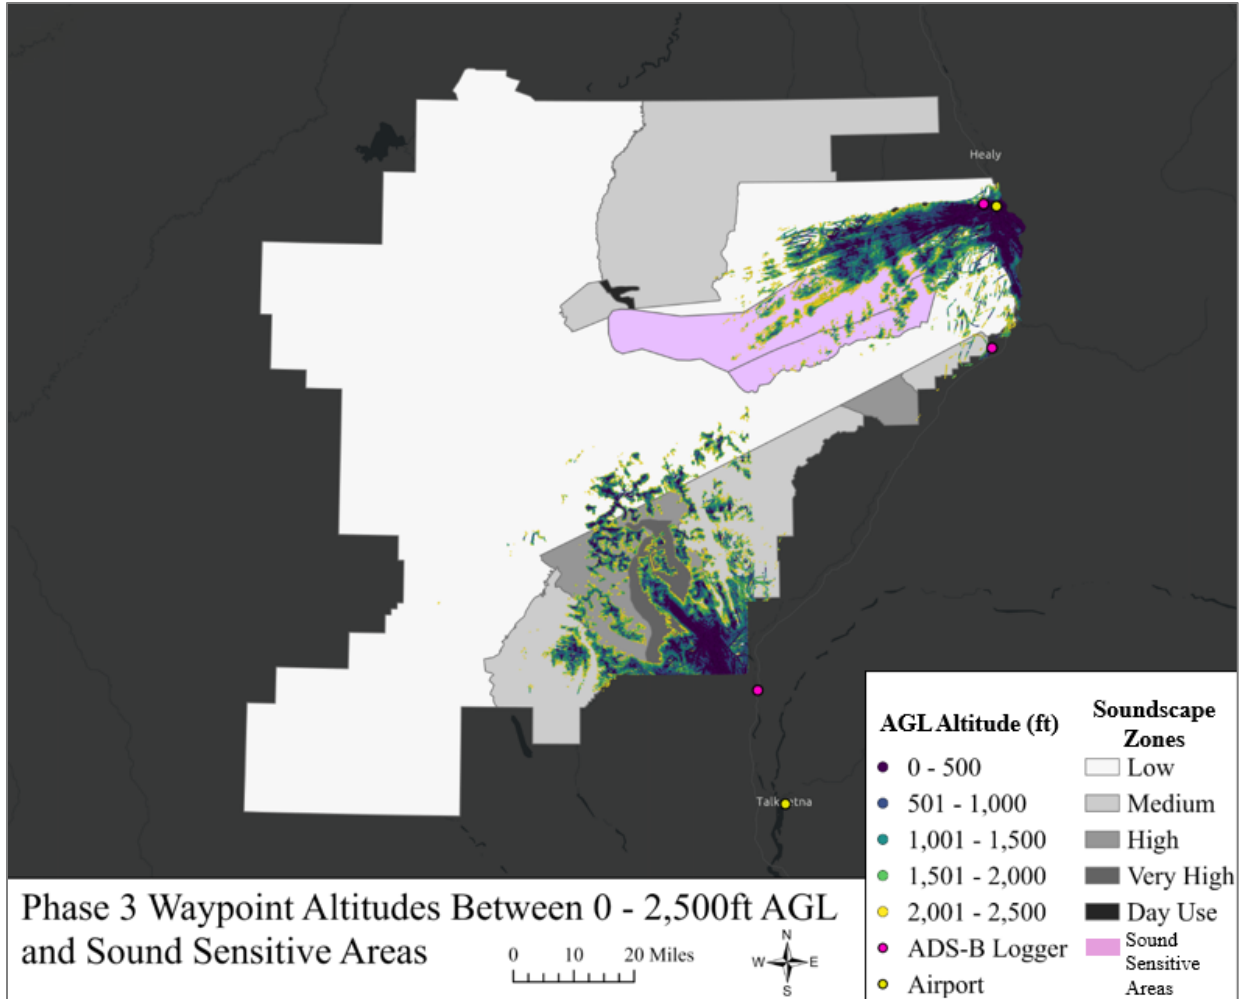 Healy
Talkeetna
AGL Altitude (ft)
0 - 500
501 - 1,000
1,001 - 1,500
1,501 - 2,000
2,001 - 2,500
ADS-B Logger
Airport
Soundscape
Zones
Low
Medium
High
Very High
Day Use
Sound
Sensitive
Areas
Phase 3 Waypoint Altitudes Between 0 - 2,500ft AGL
and Sound Sensitive Areas
0 10 20 Miles
N
W E
S